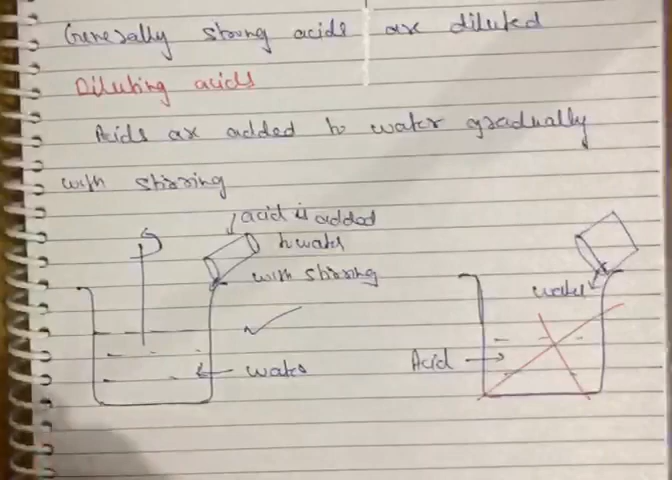 Generally strong acids are diluted
Diluting acids
Acids are added to water gradually
with stirring
acid is added
to water
with stirring
water
water
Acid